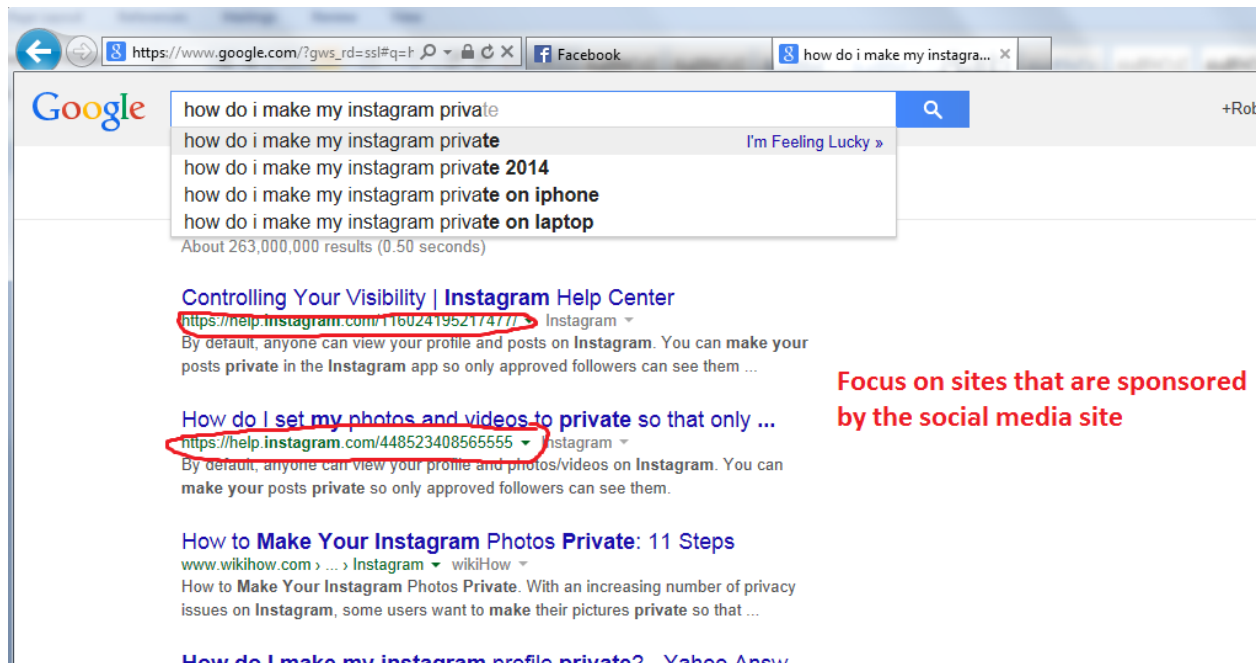 https://www.google.com/?gws_rd=ssl#q=h
Facebook
how do i make my instagra...
Google
how do i make my instagram private
+Rob
how do i make my instagram private
I'm Feeling Lucky »
how do i make my instagram private 2014
how do i make my instagram private on iphone
how do i make my instagram private on laptop
About 263,000,000 results (0.50 seconds)
Controlling Your Visibility | Instagram Help Center
https://help.instagram.com/116024195217477/ Instagram
By default, anyone can view your profile and posts on Instagram. You can make your
posts private in the Instagram app so only approved followers can see them ...
Focus on sites that are sponsored
by the social media site
How do I set my photos and videos to private so that only ...
https://help.instagram.com/448523408565555 Instagram
By default, anyone can view your profile and photos/videos on Instagram. You can
make your posts private so only approved followers can see them.
How to Make Your Instagram Photos Private: 11 Steps
www.wikihow.com › ... › Instagram wikiHow
How to Make Your Instagram Photos Private. With an increasing number of privacy
issues on Instagram, some users want to make their pictures private so that ...
How do I make my instagram profile private? - Yahoo Answ